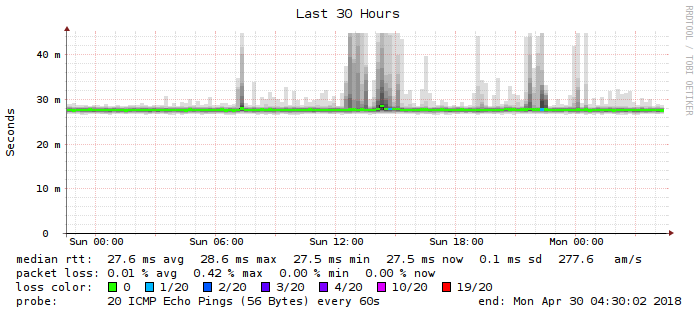 Last 30 Hours
RRDTOOL / TOBI OETIKER
Seconds
40 m
30 m
20 m
10 m
0
Sun 00:00 Sun 06:00 Sun 12:00 Sun 18:00 Mon 00:00
median rtt: 27.6 ms avg 28.6 ms max 27.5 ms min 27.5 ms now 0.1 ms sd 277.6 am/s
packet loss: 0.01 % avg 0.42 % max 0.00 % min 0.00 % now
loss color: 0 1/20 2/20 3/20 4/20 10/20 19/20
probe: 20 ICMP Echo Pings (56 Bytes) every 60s end: Mon Apr 30 04:30:02 2018